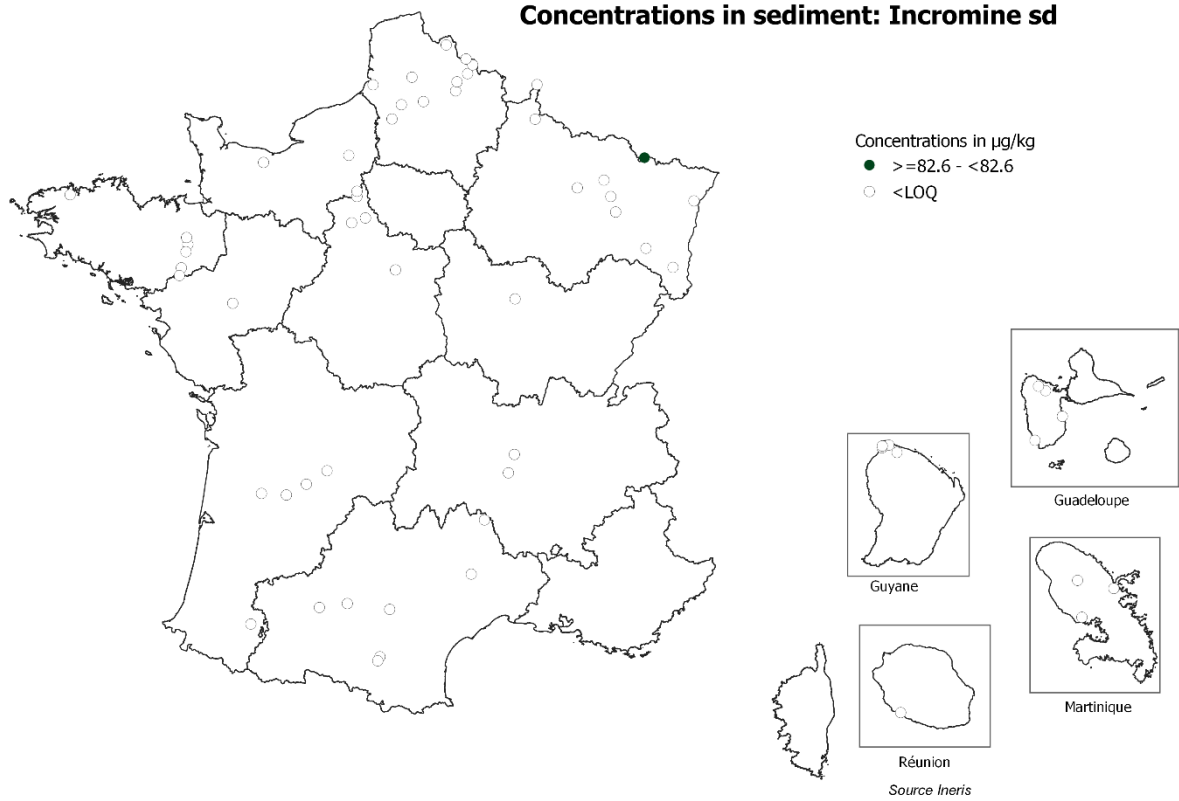 Concentrations in sediment: Incromine sd
Concentrations in µg/kg
>=82.6 - <82.6
<LOQ
Guadeloupe
Guyane
Martinique
Réunion
Source Ineris